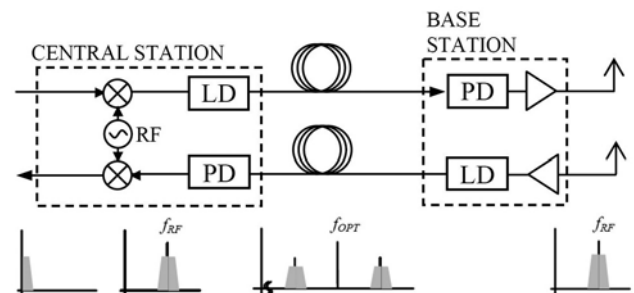 BASE
STATION
CENTRAL STATION
LD
PD
RF
PD
LD
fRF
fOPT
fRF